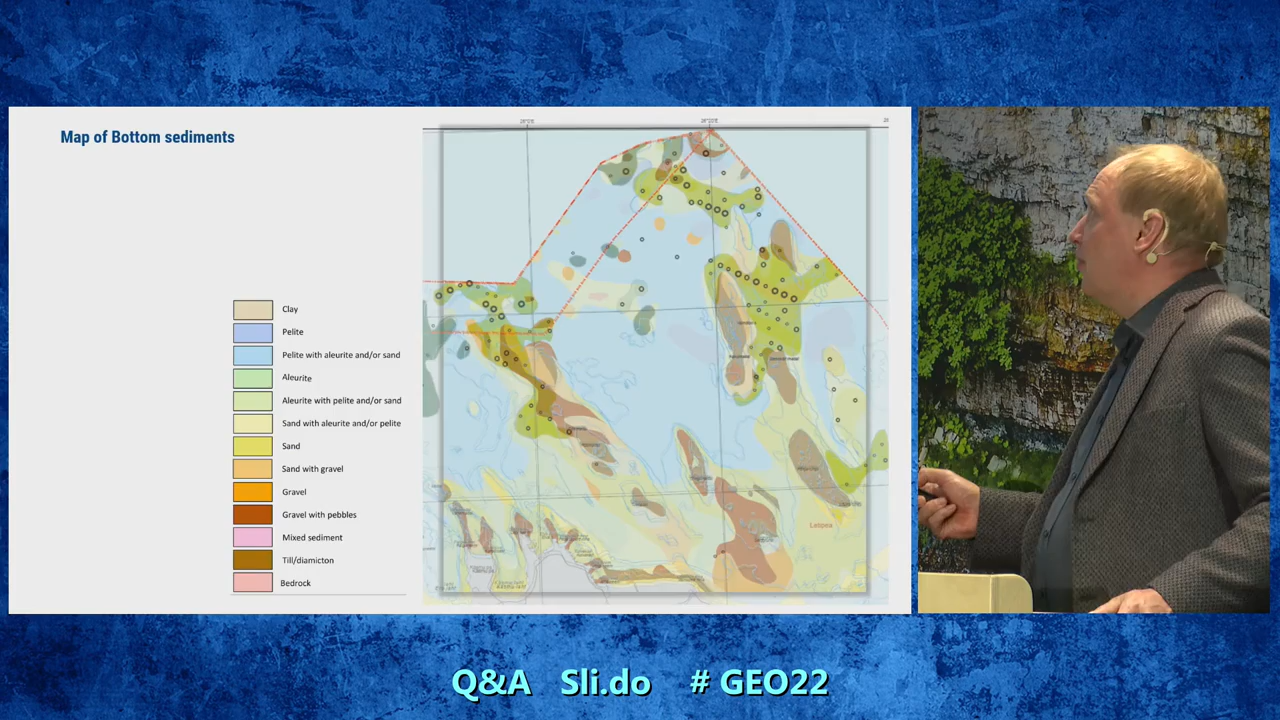 Map of Bottom sediments
Clay
Pelite
Pelite with aleurite and/or sand
Aleurite
Aleurite with pelite and/or sand
Sand with aleurite and/or pelite
Sand
Sand with gravel
Gravel
Gravel with pebbles
Mixed sediment
Till/diamicton
Bedrock
Q&A Sli.do # GEO22